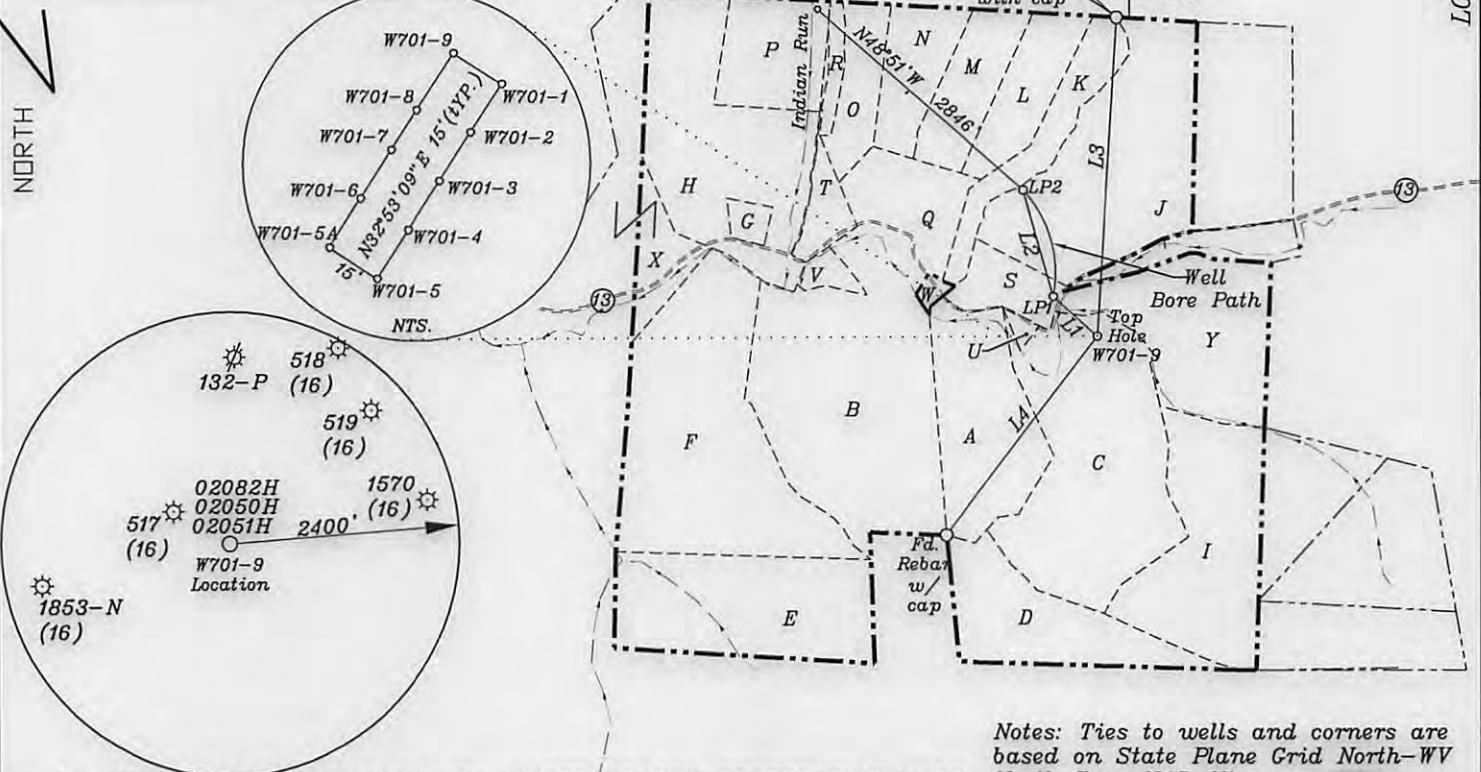 NORTH
W701-9
W701-8
W701-7
W701-6
W701-5A
W701-1
W701-2
W701-3
W701-4
W701-5
N32°53'09"E 15'(tYP.)
15'
NTS.
132-P
518
(16)
519
(16)
1570
(16)
517
(16)
02082H
02050H
02051H
2400'
W701-9
Location
1853-N
(16)
with cap
P
R
N
M
L
K
O
Indian Run
N48°51'W
2846'
L3
H
G
T
Q
J
LP2
L2
X
V
W
S
13
13
Well
Bore Path
LP1
L1
Top
Hole
W701-9
U
Y
F
B
A
L4
C
I
Fd.
Rebar
w/
cap
E
D
LO
Notes: Ties to wells and corners are
based on State Plane Grid North-WV